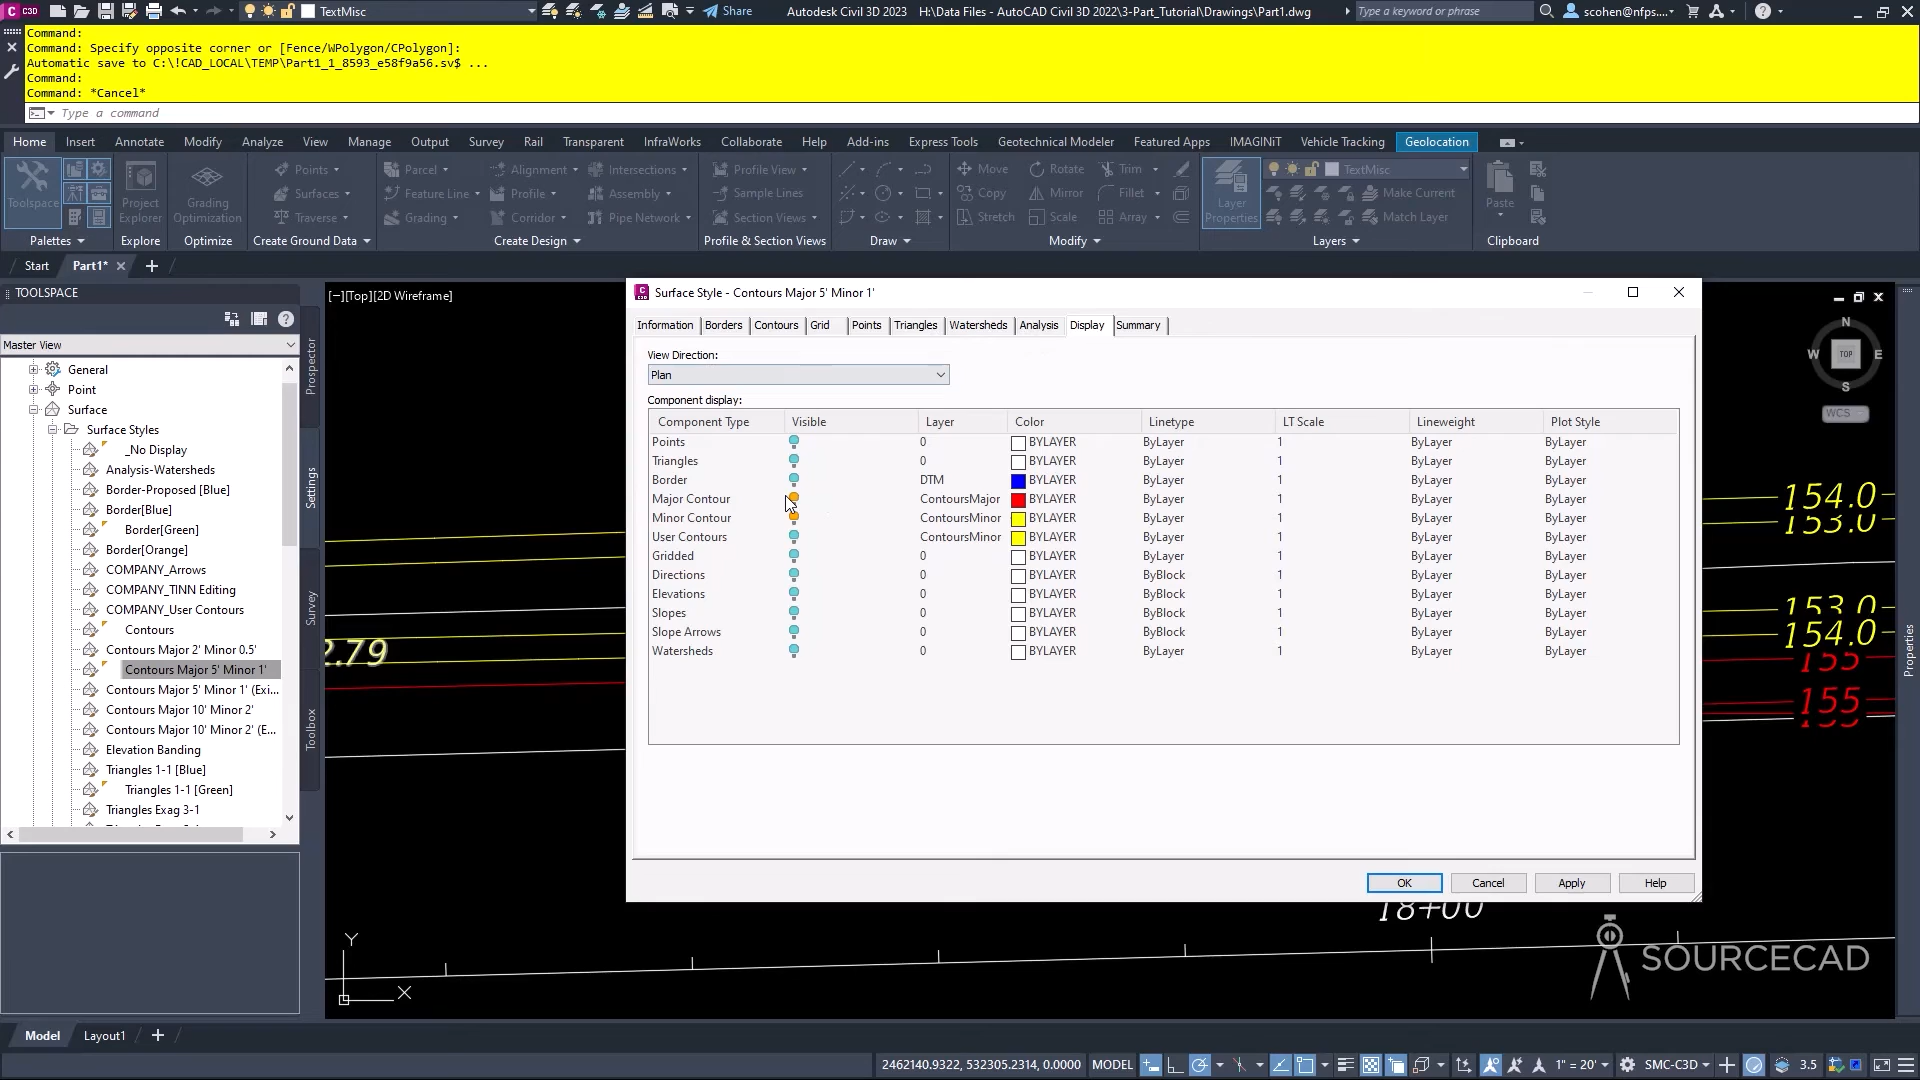 TextMisc
Share
Autodesk Civil 3D 2023
H:\Data Files - AutoCAD Civil 3D 2022\3-Part_Tutorial\Drawings\Part1.dwg
Type a keyword or phrase
scohen@nfps....
Command:
Command: Specify opposite corner or [Fence/WPolygon/CPolygon]:
Automatic save to C:\!CAD_LOCAL\TEMP\Part1_1_8593_e58f9a56.sv$ ...
Command:
Command: *Cancel*
Type a command
Home Insert Annotate Modify Analyze View Manage Output Survey Rail Transparent InfraWorks Collaborate Help Add-ins Express Tools Geotechnical Modeler Featured Apps IMAGINiT Vehicle Tracking Geolocation
Toolspace
Palettes
Project Explorer
Explore
Grading Optimization
Optimize
Points
Surfaces
Traverse
Create Ground Data
Parcel
Feature Line
Grading
Alignment
Profile
Corridor
Intersections
Assembly
Pipe Network
Create Design
Profile View
Sample Lines
Section Views
Profile & Section Views
Draw
Move
Copy
Stretch
Rotate
Mirror
Scale
Trim
Fillet
Array
Modify
Layer Properties
TextMisc
Make Current
Match Layer
Layers
Paste
Clipboard
Start
Part1*
TOOLSPACE
Master View
General
Point
Surface
Surface Styles
_No Display
Analysis-Watersheds
Border-Proposed [Blue]
Border[Blue]
Border[Green]
Border[Orange]
COMPANY_Arrows
COMPANY_TINN Editing
COMPANY_User Contours
Contours
Contours Major 2' Minor 0.5'
Contours Major 5' Minor 1'
Contours Major 5' Minor 1' (Exi...
Contours Major 10' Minor 2'
Contours Major 10' Minor 2' (E...
Elevation Banding
Triangles 1-1 [Blue]
Triangles 1-1 [Green]
Triangles Exag 3-1
Prospector
Settings
Survey
Toolbox
[−][Top][2D Wireframe]
2.79
Surface Style - Contours Major 5' Minor 1'
Information Borders Contours Grid Points Triangles Watersheds Analysis Display Summary
View Direction:
Plan
Component display:
Component Type Visible Layer Color Linetype LT Scale Lineweight Plot Style
Points 0 BYLAYER ByLayer 1 ByLayer ByLayer
Triangles 0 BYLAYER ByLayer 1 ByLayer ByLayer
Border DTM BYLAYER ByLayer 1 ByLayer ByLayer
Major Contour ContoursMajor BYLAYER ByLayer 1 ByLayer ByLayer
Minor Contour ContoursMinor BYLAYER ByLayer 1 ByLayer ByLayer
User Contours ContoursMinor BYLAYER ByLayer 1 ByLayer ByLayer
Gridded 0 BYLAYER ByLayer 1 ByLayer ByLayer
Directions 0 BYLAYER ByBlock 1 ByLayer ByLayer
Elevations 0 BYLAYER ByBlock 1 ByLayer ByLayer
Slopes 0 BYLAYER ByBlock 1 ByLayer ByLayer
Slope Arrows 0 BYLAYER ByBlock 1 ByLayer ByLayer
Watersheds 0 BYLAYER ByLayer 1 ByLayer ByLayer
OK Cancel Apply Help
N
W TOP E
S
WCS
154.0
153.0
153.0
154.0
155
155
155
Properties
18+00
SOURCECAD
Y
X
Model Layout1
2462140.9322, 532305.2314, 0.0000 MODEL 1" = 20' SMC-C3D 3.5